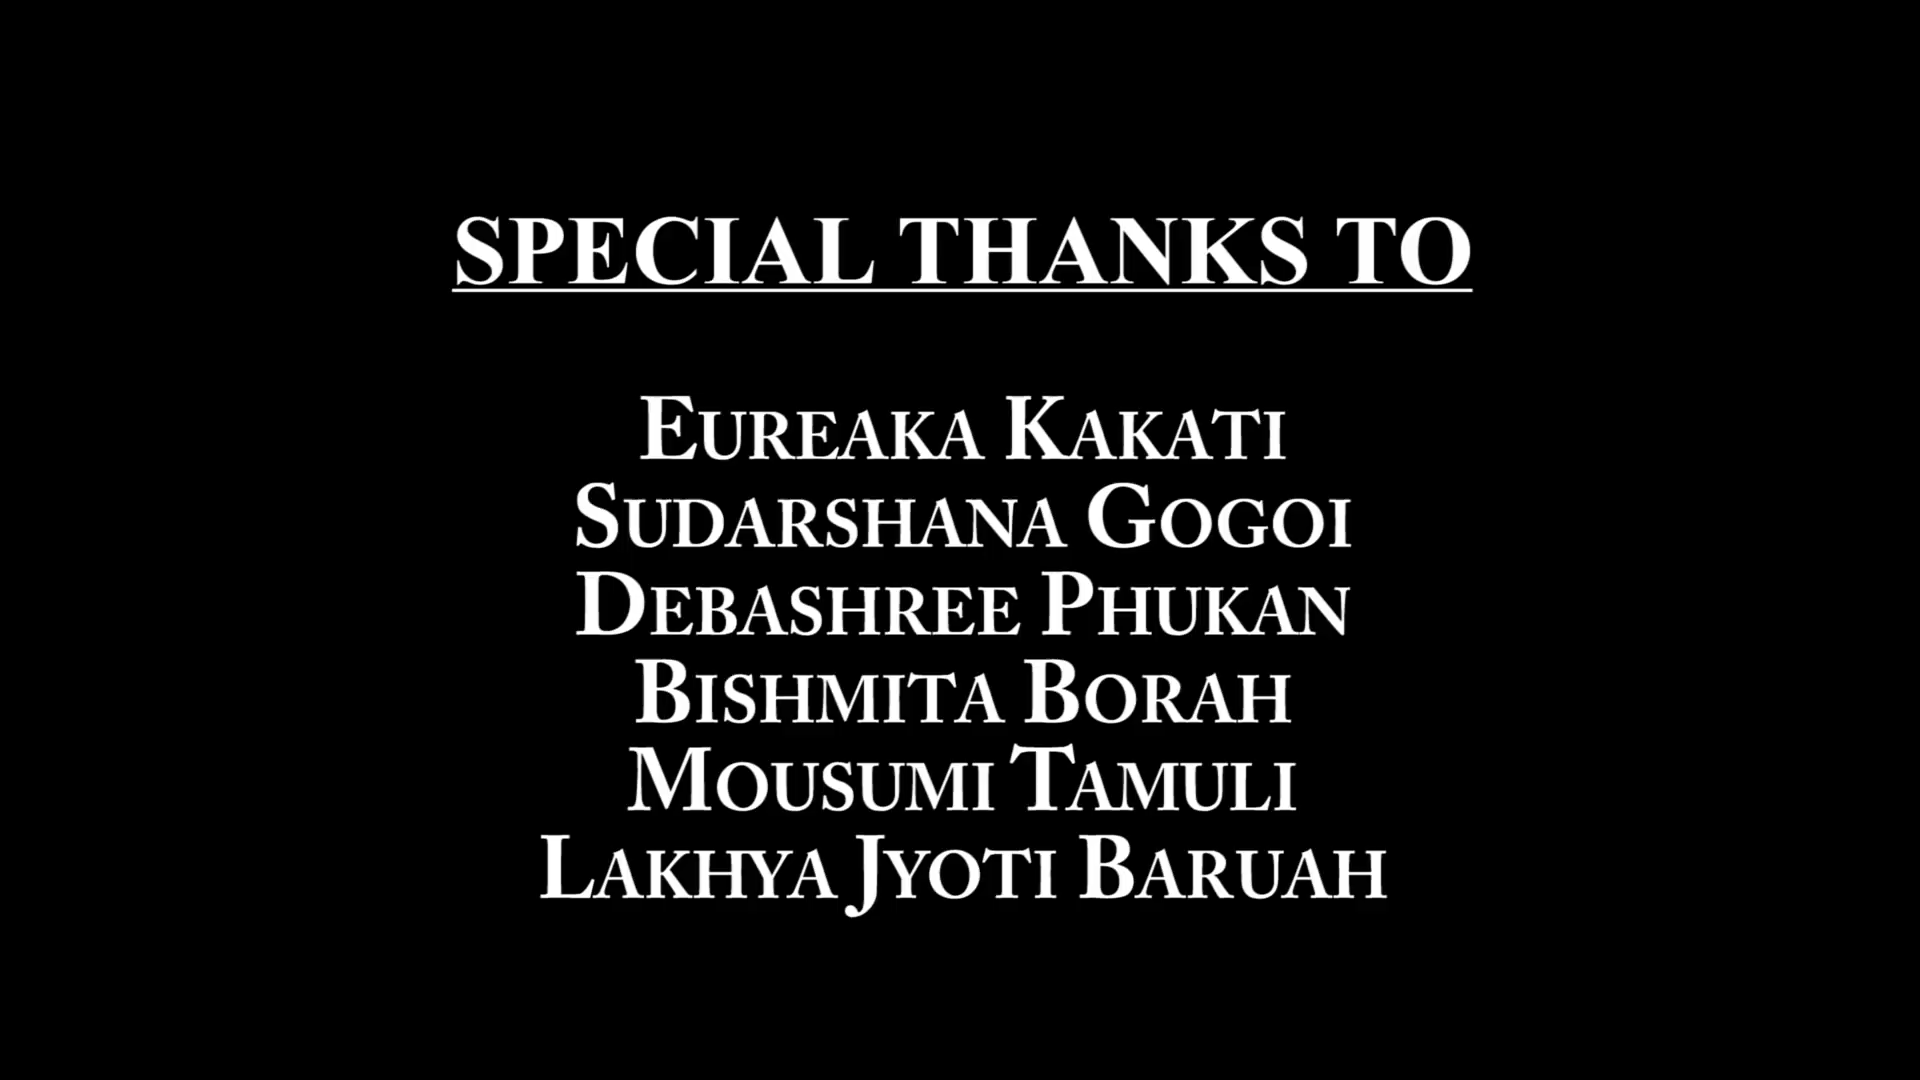 SPECIAL THANKS TO
EUREAKA KAKATI
SUDARSHANA GOGOI
DEBASHREE PHUKAN
BISHMITA BORAH
MOUSUMI TAMULI
LAKHYA JYOTI BARUAH